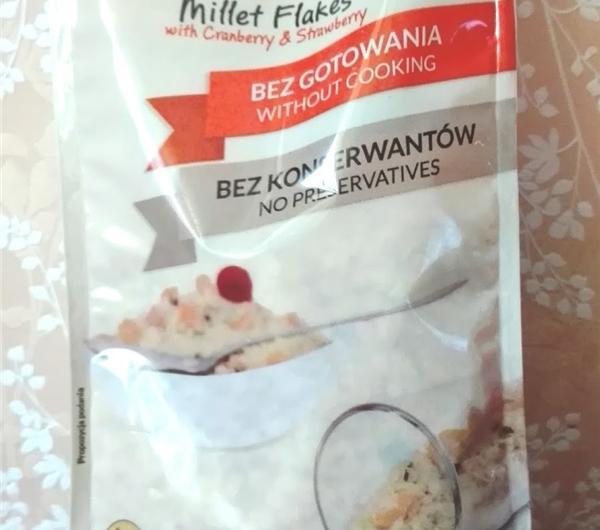 Millet Flakes
with Cranberry & Strawberry
BEZ GOTOWANIA
WITHOUT COOKING
BEZ KONSERWANTÓW
NO PRESERVATIVES
Propozycja podania